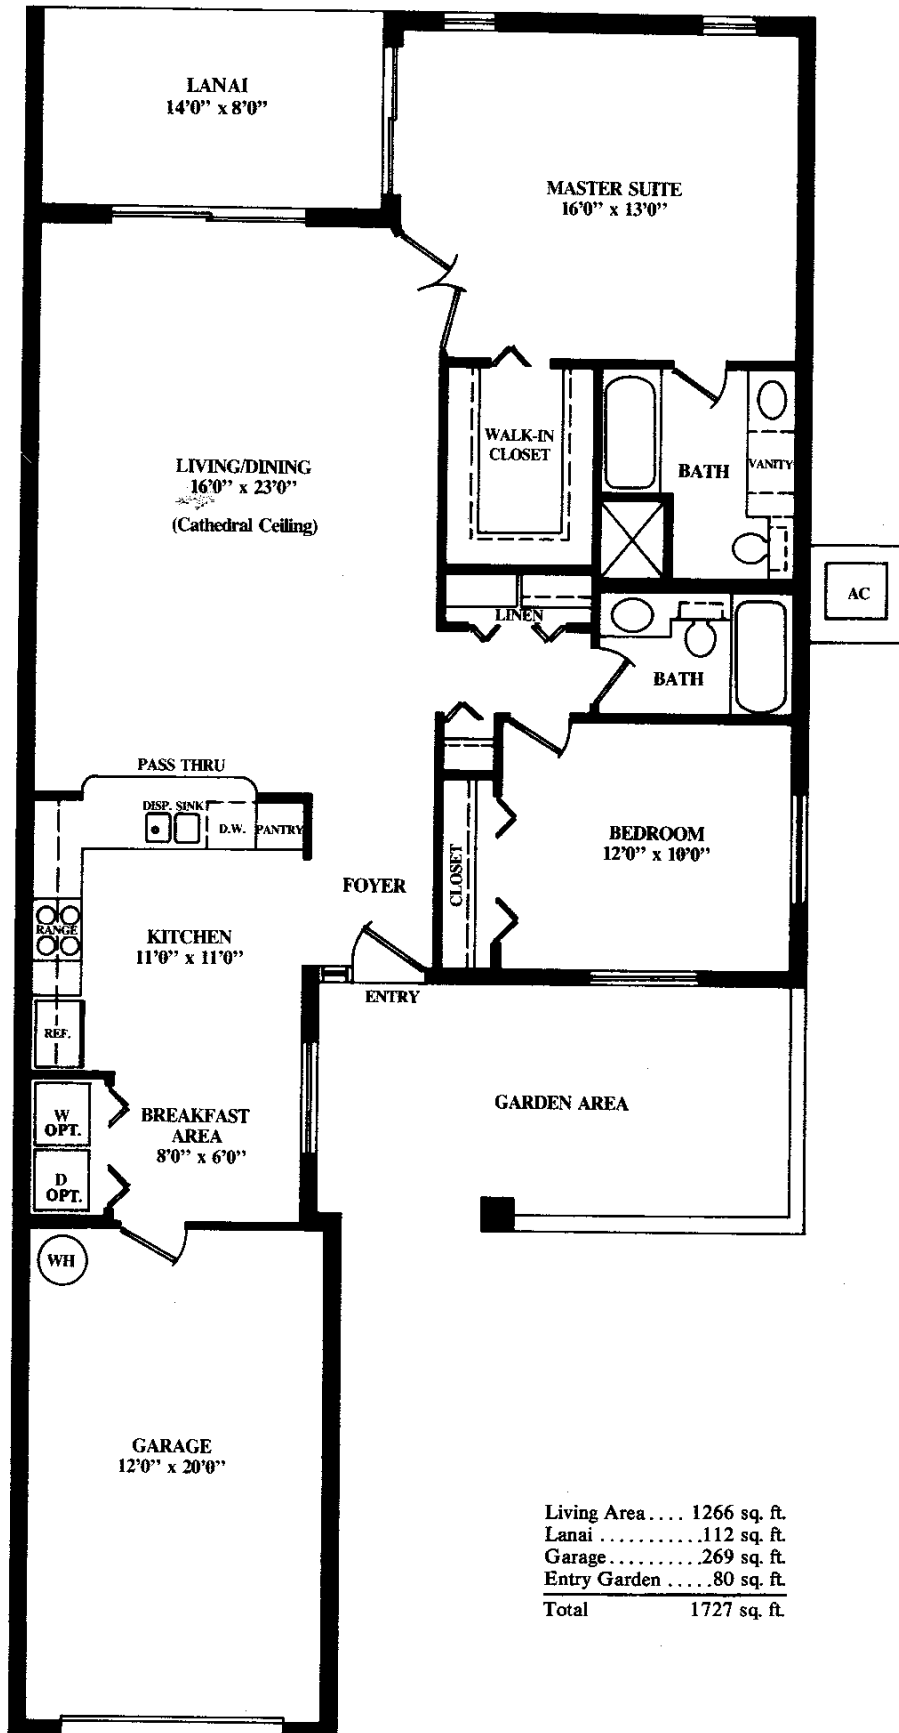 LANAI
14'0" x 8'0"
MASTER SUITE
16'0" x 13'0"
LIVING/DINING
16'0" x 23'0"
(Cathedral Ceiling)
WALK-IN
CLOSET
BATH
VANITY
AC
LINEN
BATH
PASS THRU
DISP. SINK
D.W.
PANTRY
BEDROOM
12'0" x 10'0"
CLOSET
FOYER
RANGE
KITCHEN
11'0" x 11'0"
ENTRY
REF.
GARDEN AREA
W
OPT.
BREAKFAST
AREA
8'0" x 6'0"
D
OPT.
WH
GARAGE
12'0" x 20'0"
Living Area.... 1266 sq. ft.
Lanai ...........112 sq. ft.
Garage..........269 sq. ft.
Entry Garden .....80 sq. ft.
Total 1727 sq. ft.